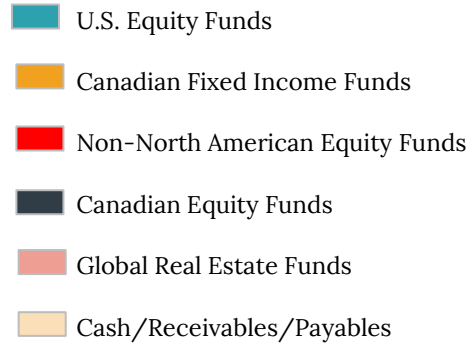 U.S. Equity Funds
Canadian Fixed Income Funds
Non-North American Equity Funds
Canadian Equity Funds
Global Real Estate Funds
Cash/Receivables/Payables